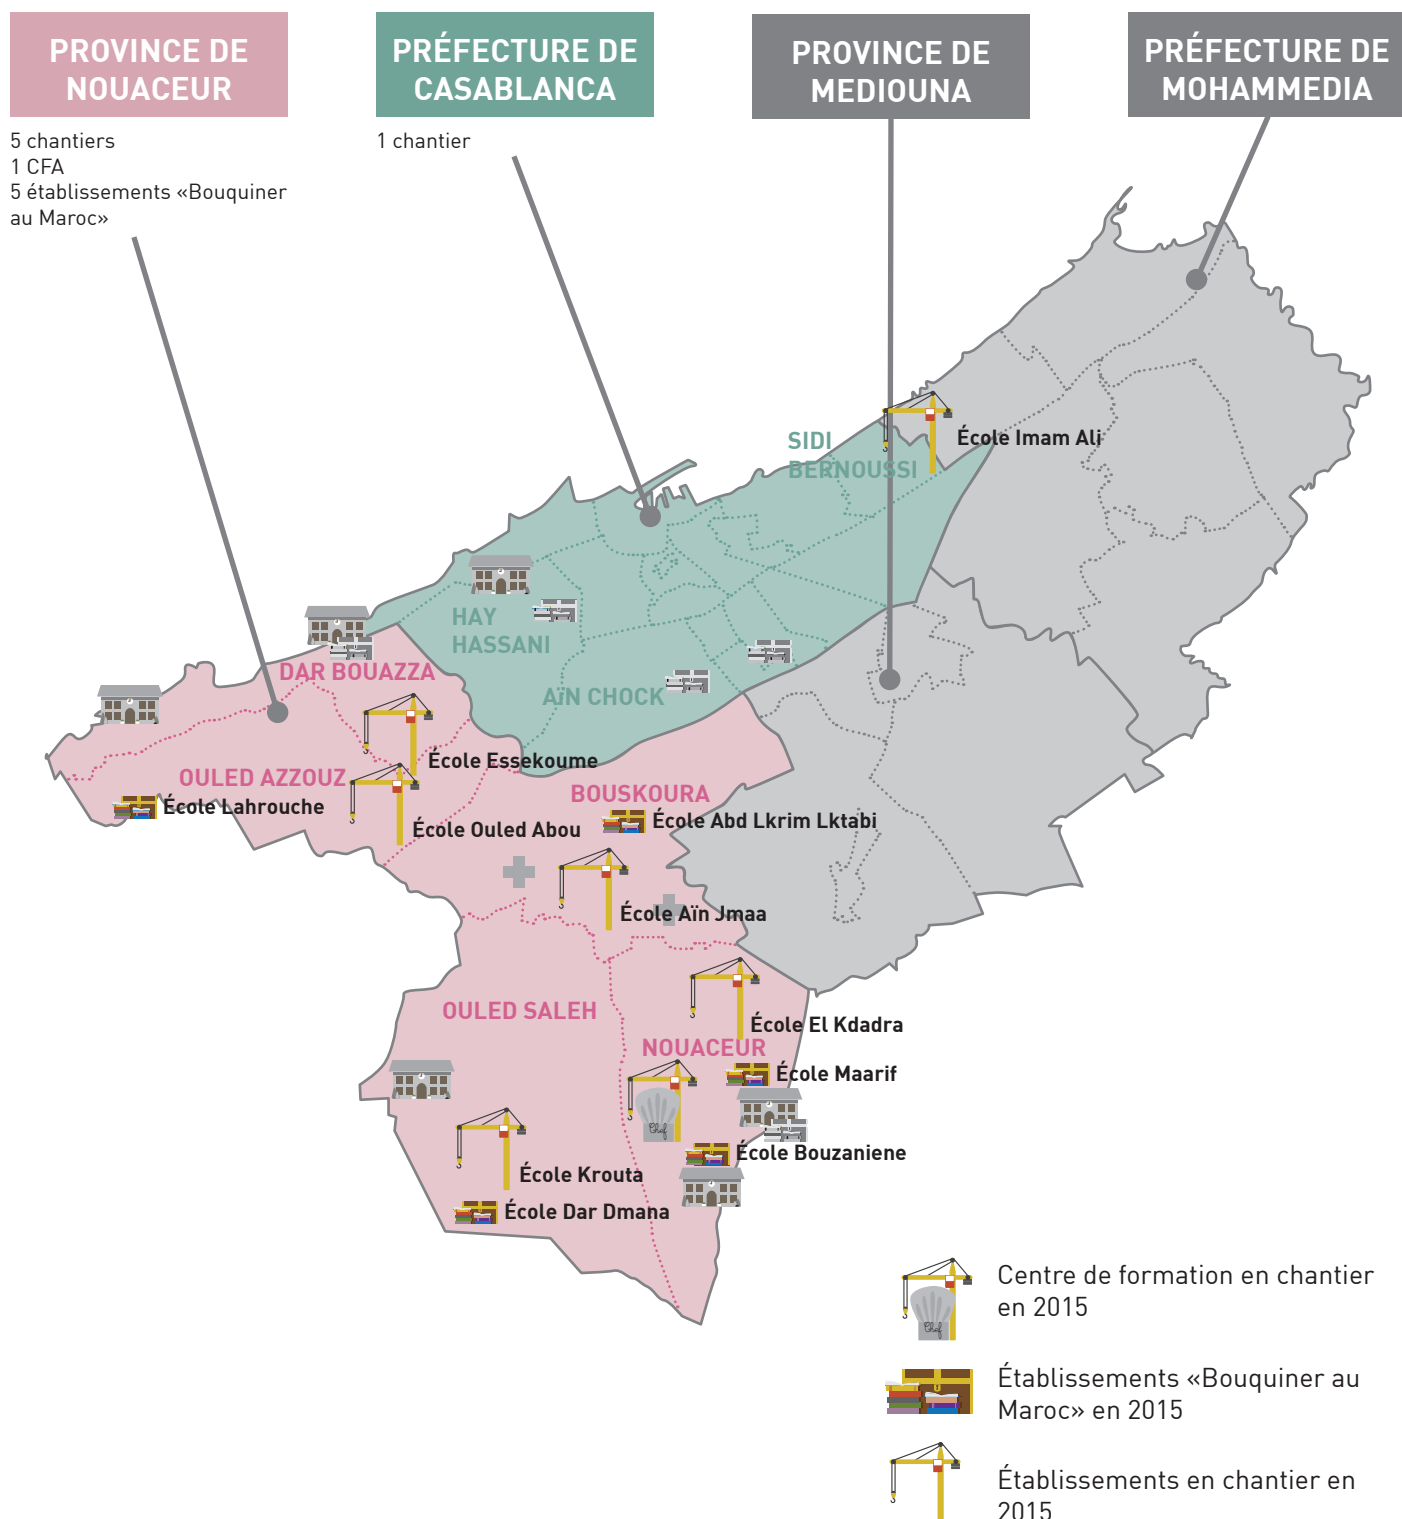 PROVINCE DE
NOUACEUR
5 chantiers
1 CFA
5 établissements «Bouquiner
au Maroc»
PRÉFECTURE DE
CASABLANCA
1 chantier
PROVINCE DE
MEDIOUNA
PRÉFECTURE DE
MOHAMMEDIA
SIDI
BERNOUSSI
École Imam Ali
HAY
HASSANI
DAR BOUAZZA
AïN CHOCK
École Essekoume
OULED AZZOUZ
École Lahrouche
BOUSKOURA
École Abd Lkrim Lktabi
École Ouled Abou
École Aïn Jmaa
OULED SALEH
École El Kdadra
NOUACEUR
École Maarif
Chef
École Bouzaniene
École Krouta
École Dar Dmana
Chef
Centre de formation en chantier
en 2015
Établissements «Bouquiner au
Maroc» en 2015
Établissements en chantier en
2015